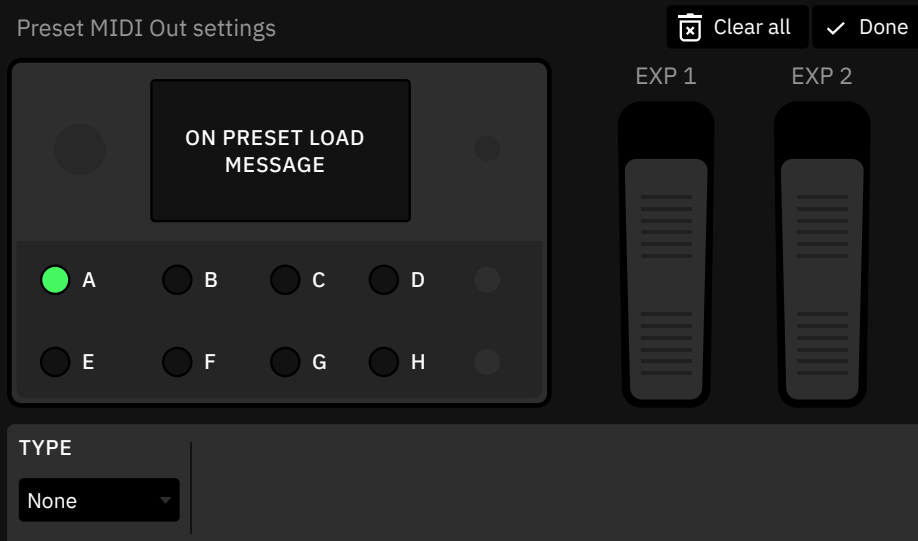 Preset MIDI Out settings
Clear all
Done
EXP 1
EXP 2
ON PRESET LOAD
MESSAGE
A
B
C
D
E
F
G
H
TYPE
None